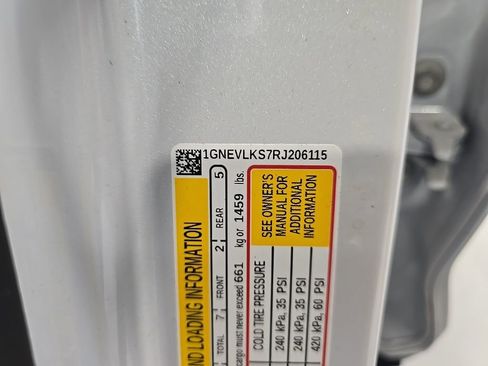 1GNEVLKS7RJ206115
ND LOADING INFORMATION
TOTAL 7 FRONT 2 REAR 5
cargo must never exceed 661 kg or 1459 lbs.
COLD TIRE PRESSURE
240 kPa, 35 PSI
240 kPa, 35 PSI
420 kPa, 60 PSI
SEE OWNER'S
MANUAL FOR
ADDITIONAL
INFORMATION